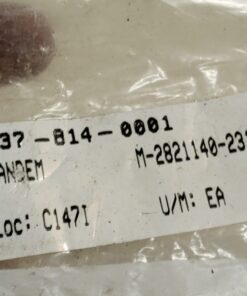 37-814-0001
ANDEM M-2821140-23
LOC: C147I U/M: EA